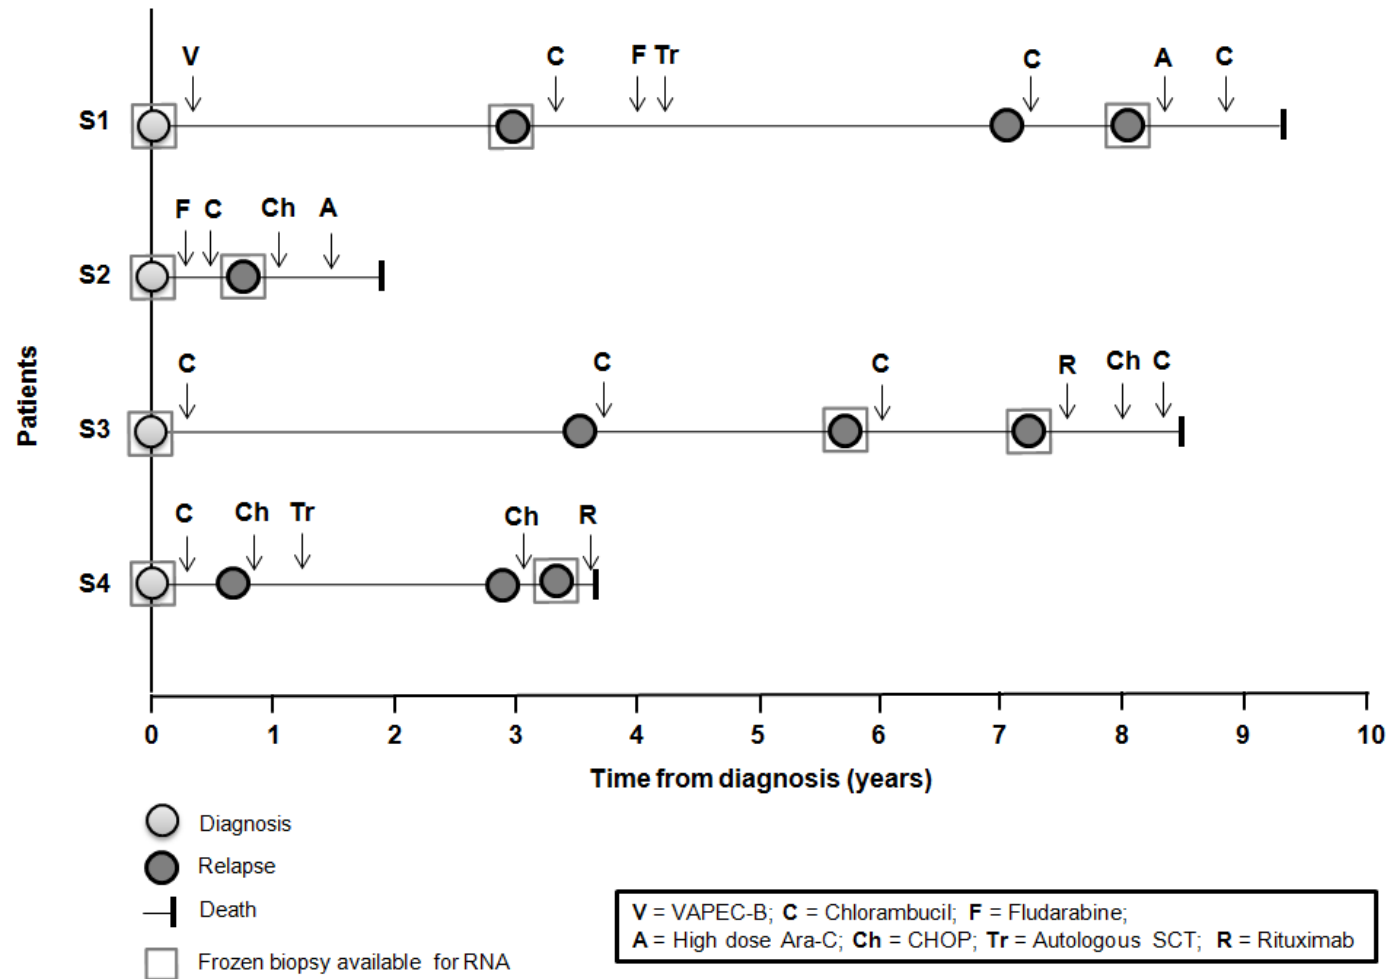 V C F Tr C A C
S1
F C Ch A
S2
C C C R Ch C
S3
C Ch Tr Ch R
S4
Patients
0 1 2 3 4 5 6 7 8 9 10
Time from diagnosis (years)
Diagnosis
Relapse
Death
Frozen biopsy available for RNA
V = VAPEC-B; C = Chlorambucil; F = Fludarabine;
A = High dose Ara-C; Ch = CHOP; Tr = Autologous SCT; R = Rituximab